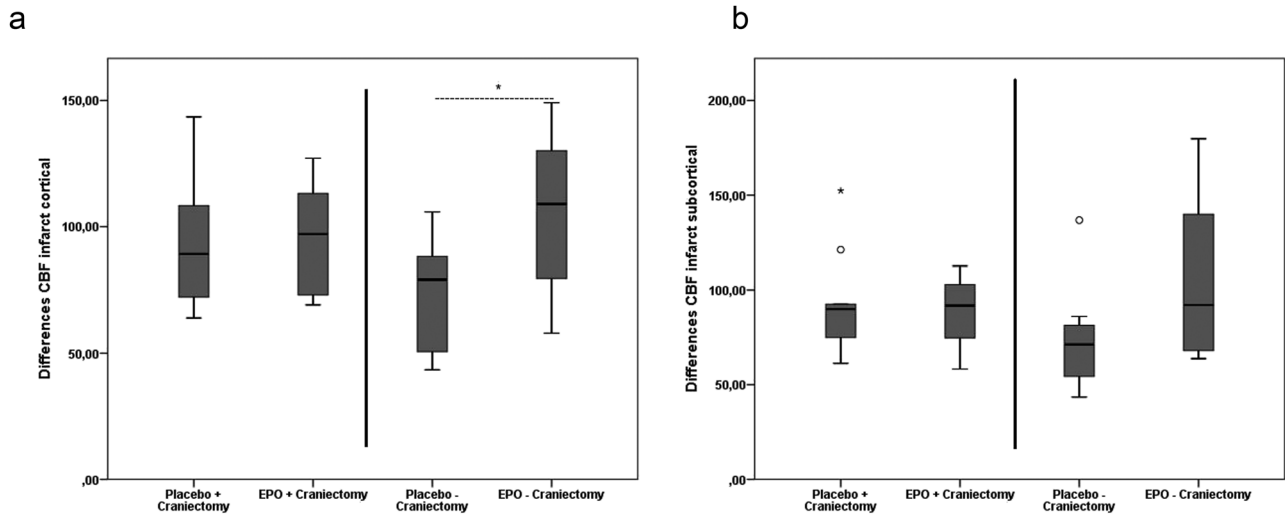 a
Differences CBF infarct cortical
150,00
100,00
50,00
,00
*
Placebo +
Craniectomy
EPO + Craniectomy
Placebo -
Craniectomy
EPO - Craniectomy
b
Differences CBF infarct subcortical
200,00
150,00
100,00
50,00
,00
*
Placebo +
Craniectomy
EPO + Craniectomy
Placebo -
Craniectomy
EPO - Craniectomy